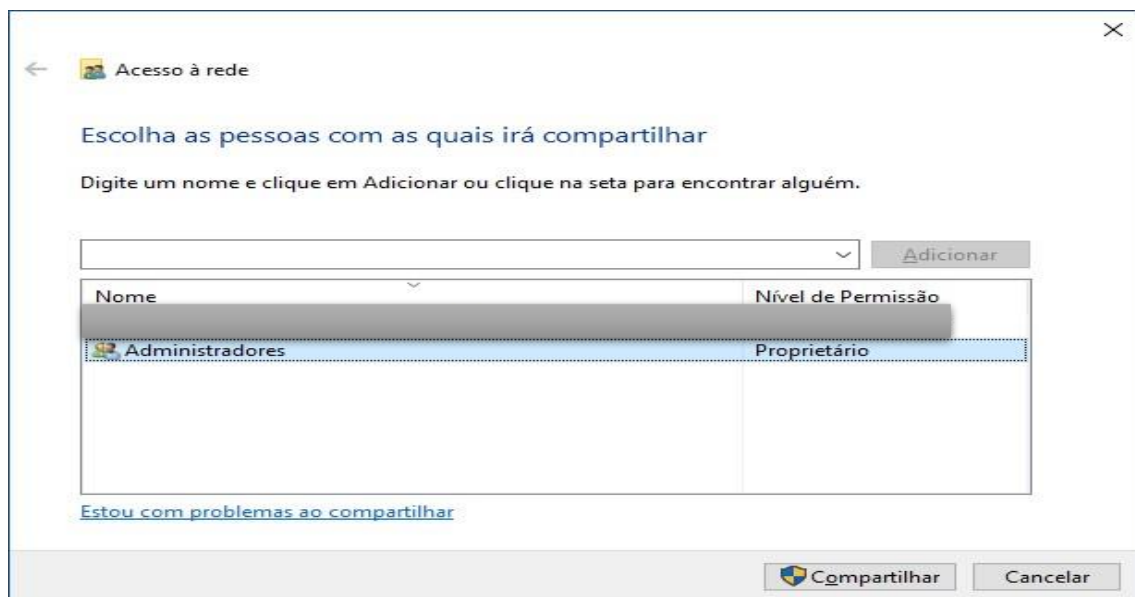 Acesso à rede
Escolha as pessoas com as quais irá compartilhar
Digite um nome e clique em Adicionar ou clique na seta para encontrar alguém.
Adicionar
Nome Nível de Permissão
Administradores Proprietário
Estou com problemas ao compartilhar
Compartilhar Cancelar